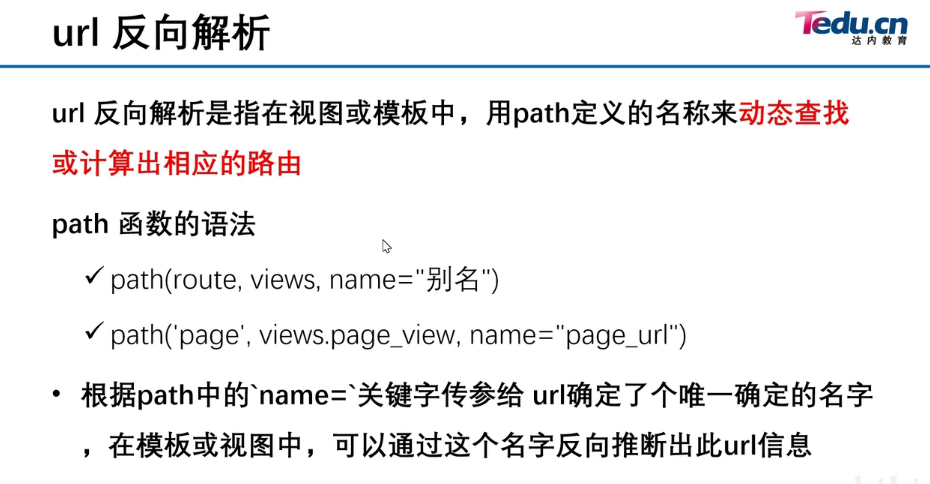 url 反向解析
Tedu.cn
达内教育
url 反向解析是指在视图或模板中，用path定义的名称来动态查找
或计算出相应的路由
path 函数的语法
✓ path(route, views, name="别名")
✓ path('page', views.page_view, name="page_url")
• 根据path中的`name=`关键字传参给 url确定了个唯一确定的名字
，在模板或视图中，可以通过这个名字反向推断出此url信息